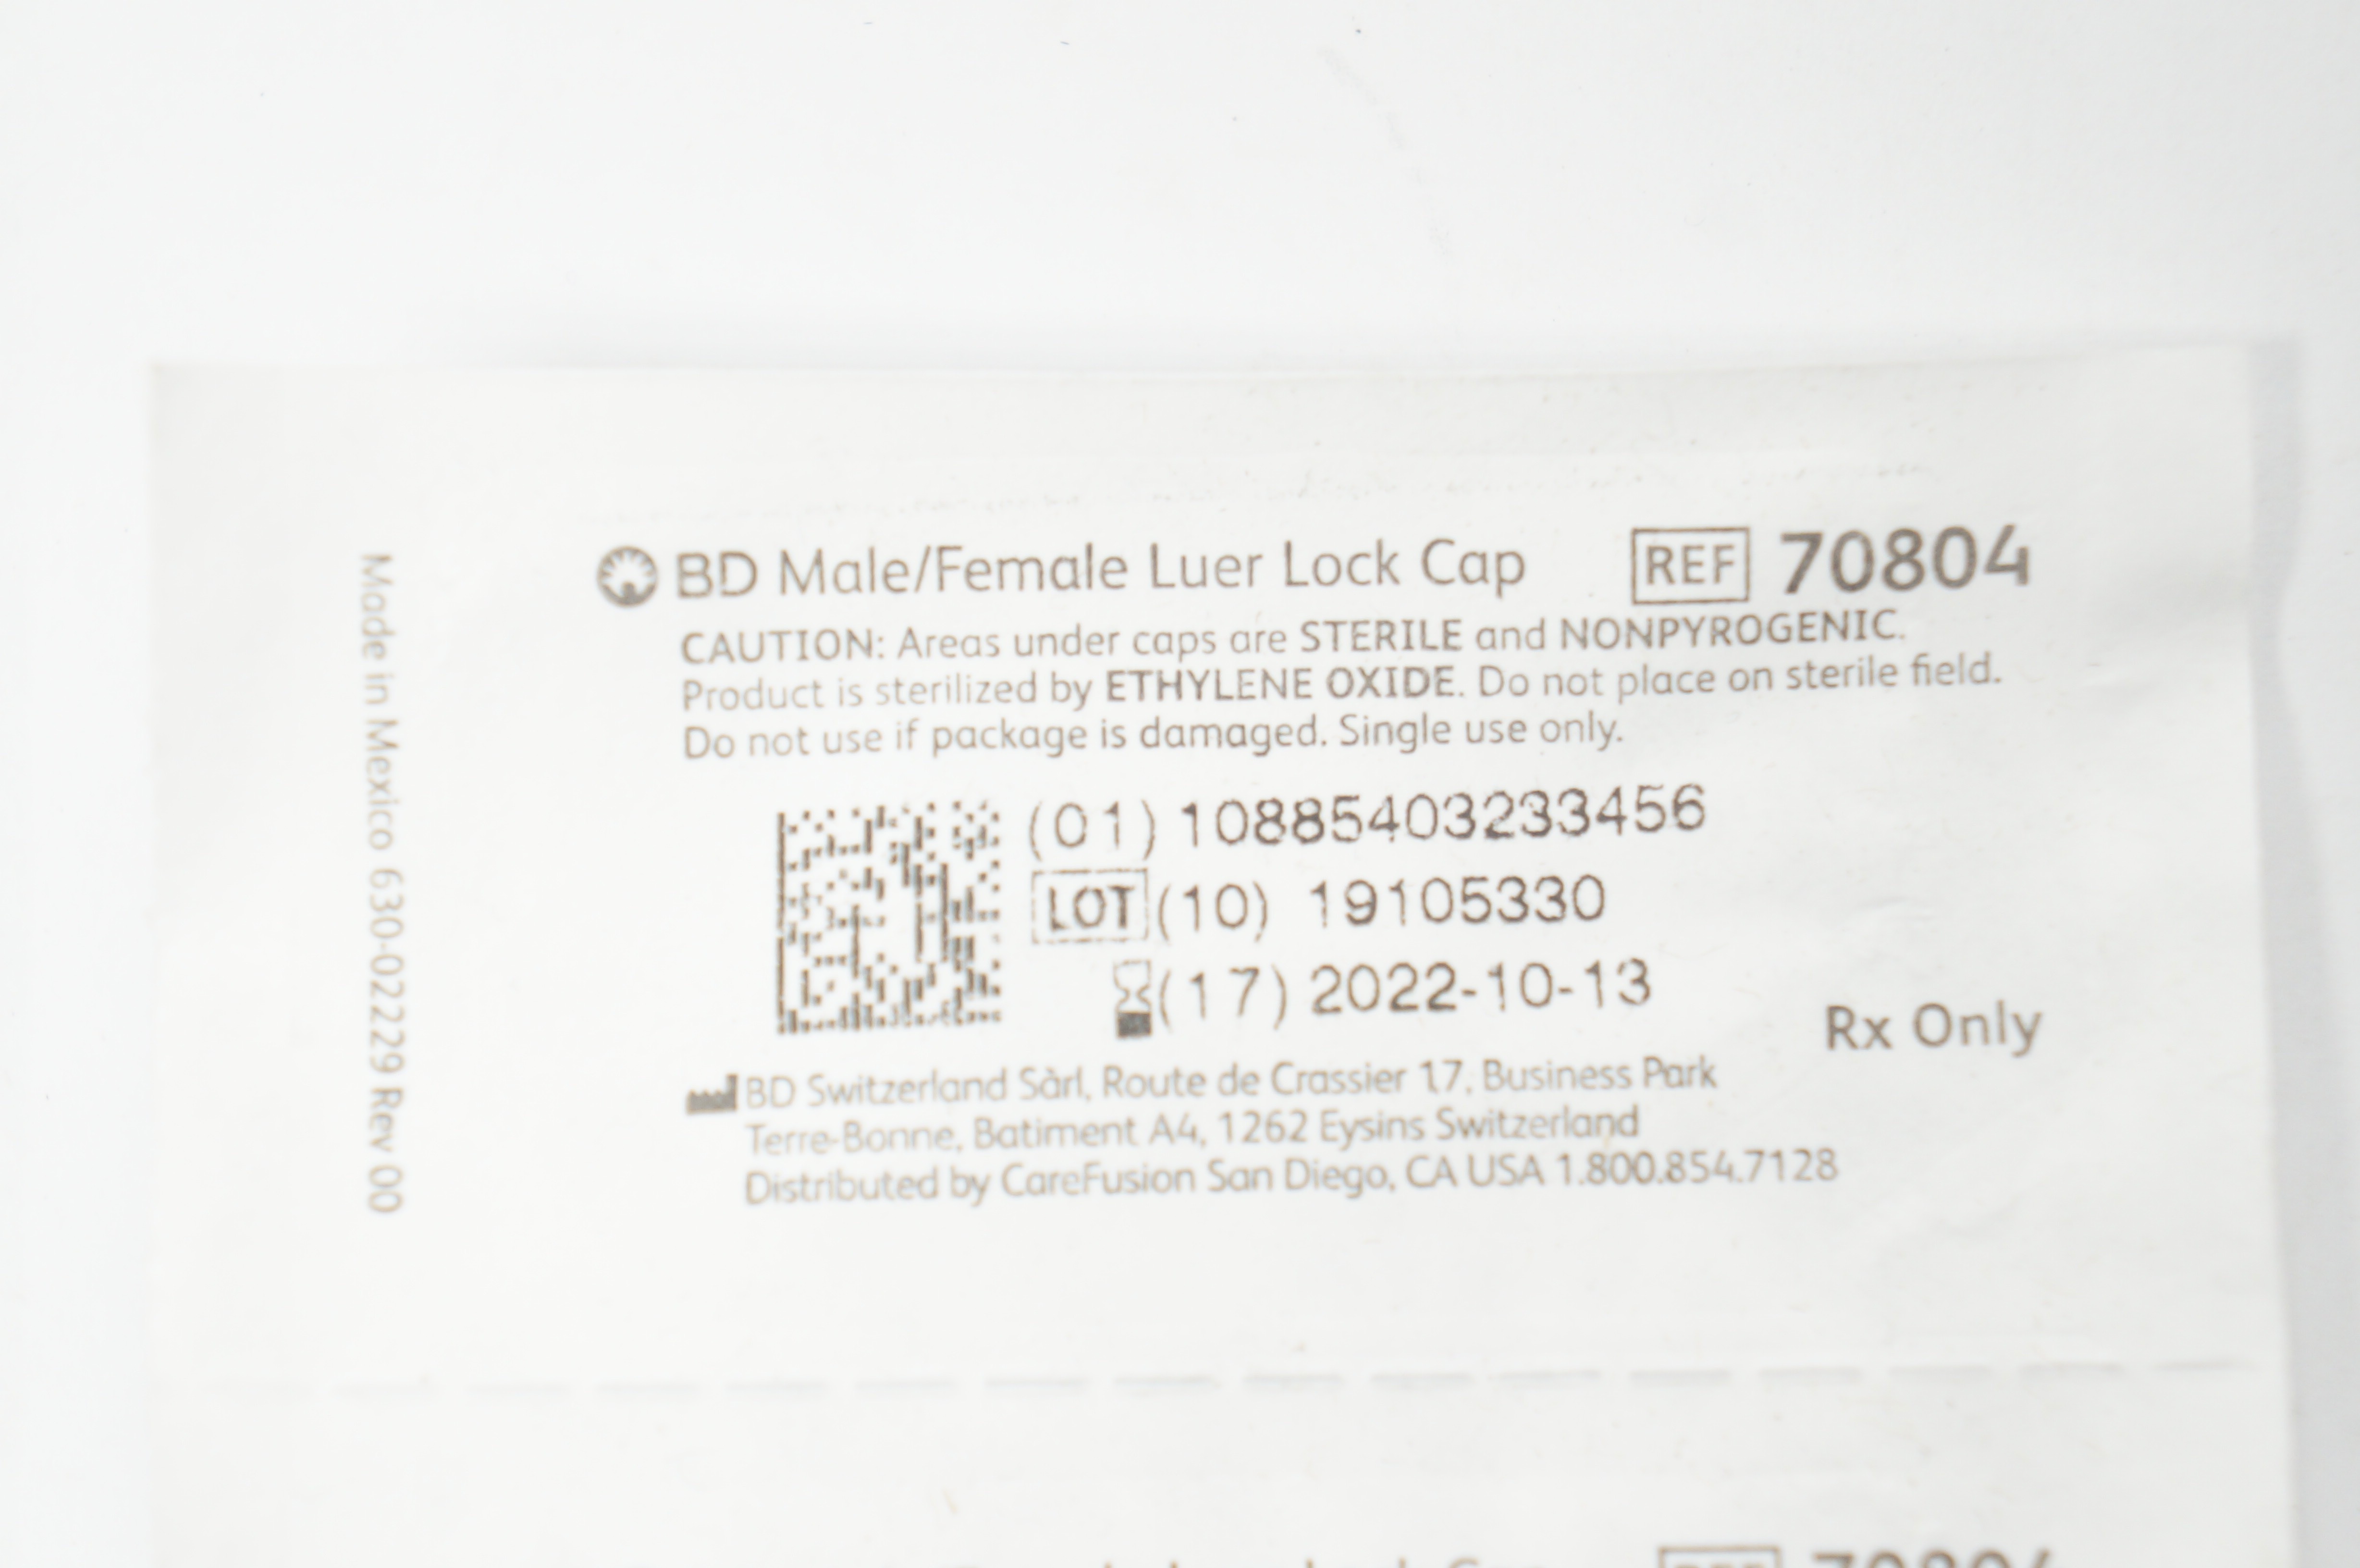 BD Male/Female Luer Lock Cap REF 70804
CAUTION: Areas under caps are STERILE and NONPYROGENIC.
Product is sterilized by ETHYLENE OXIDE. Do not place on sterile field.
Do not use if package is damaged. Single use only.
(01) 10885403233456
LOT (10) 19105330
(17) 2022-10-13
Rx Only
BD Switzerland Sàrl, Route de Crassier 17, Business Park
Terre-Bonne, Batiment A4, 1262 Eysins Switzerland
Distributed by CareFusion San Diego, CA USA 1.800.854.7128
Made in Mexico 630-02229 Rev 00